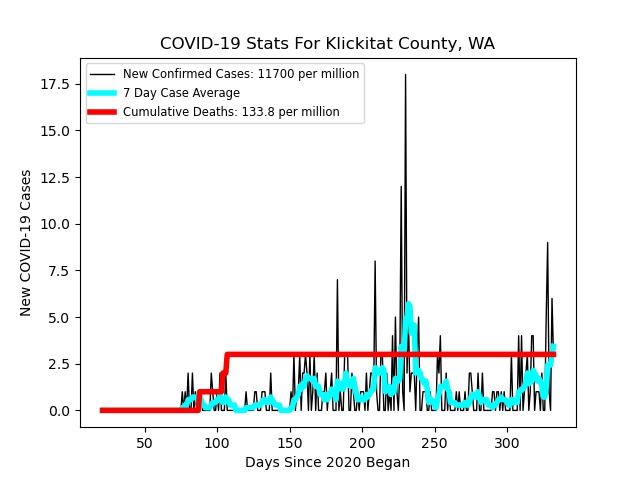 COVID-19 Stats For Klickitat County, WA
New Confirmed Cases: 11700 per million
7 Day Case Average
Cumulative Deaths: 133.8 per million
New COVID-19 Cases
17.5
15.0
12.5
10.0
7.5
5.0
2.5
0.0
50 100 150 200 250 300
Days Since 2020 Began